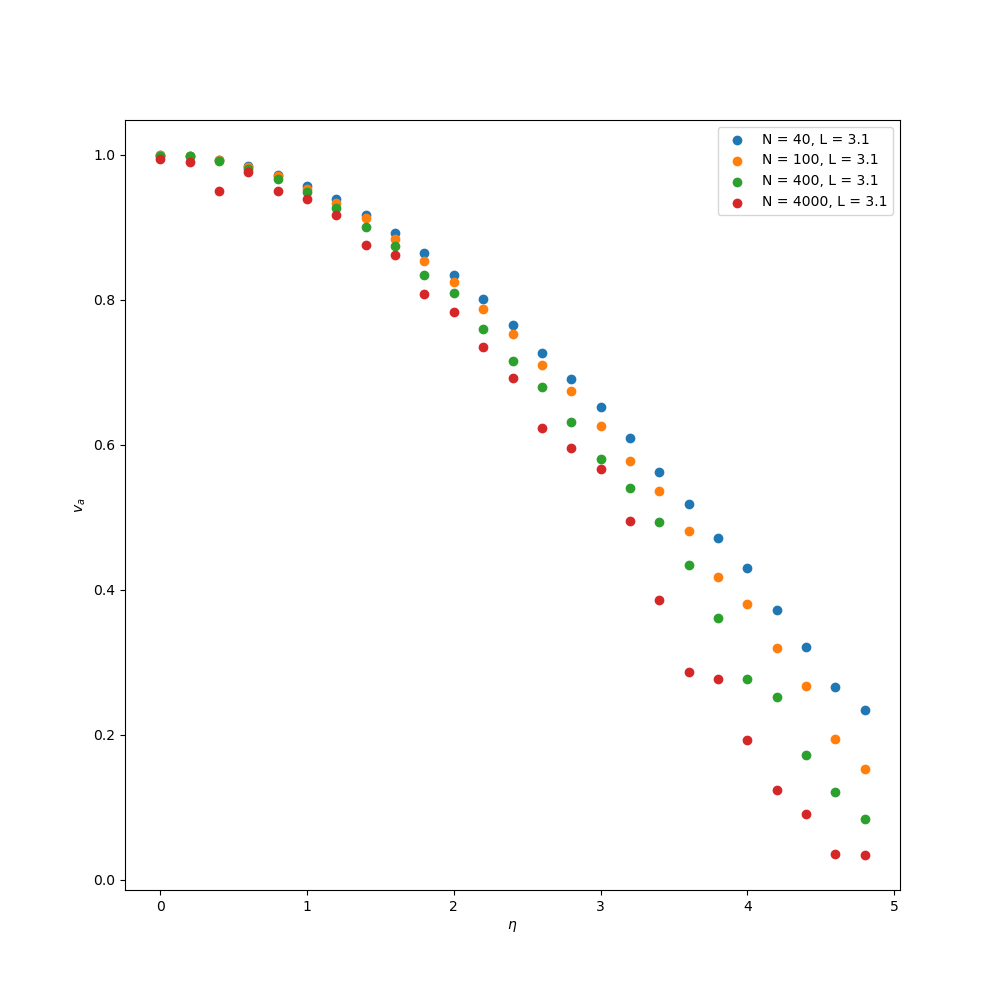 N = 40, L = 3.1
N = 100, L = 3.1
N = 400, L = 3.1
N = 4000, L = 3.1
1.0
0.8
0.6
0.4
0.2
0.0
v_a
0 1 2 3 4 5
η